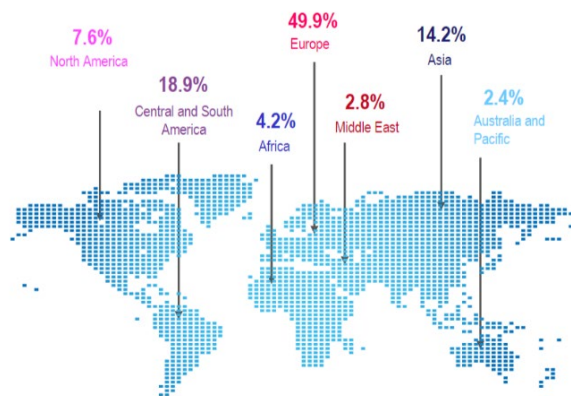 7.6%
North America
18.9%
Central and South
America
4.2%
Africa
49.9%
Europe
2.8%
Middle East
14.2%
Asia
2.4%
Australia and
Pacific